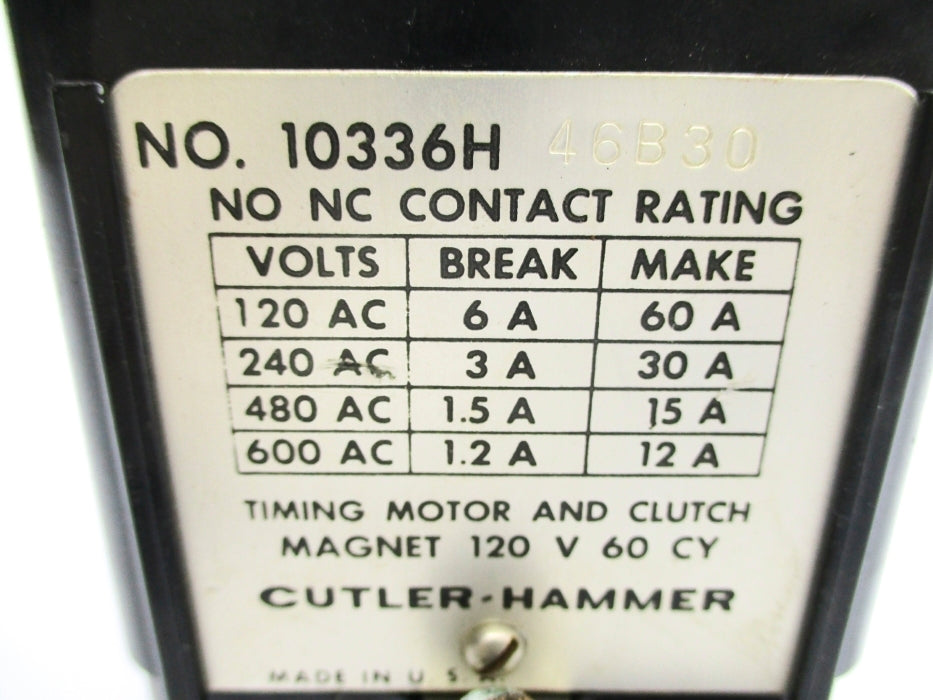 NO. 10336H 46B30
NO NC CONTACT RATING
VOLTS BREAK MAKE
120 AC 6 A 60 A
240 AC 3 A 30 A
480 AC 1.5 A 15 A
600 AC 1.2 A 12 A
TIMING MOTOR AND CLUTCH
MAGNET 120 V 60 CY
CUTLER-HAMMER
MADE IN U. S. A.